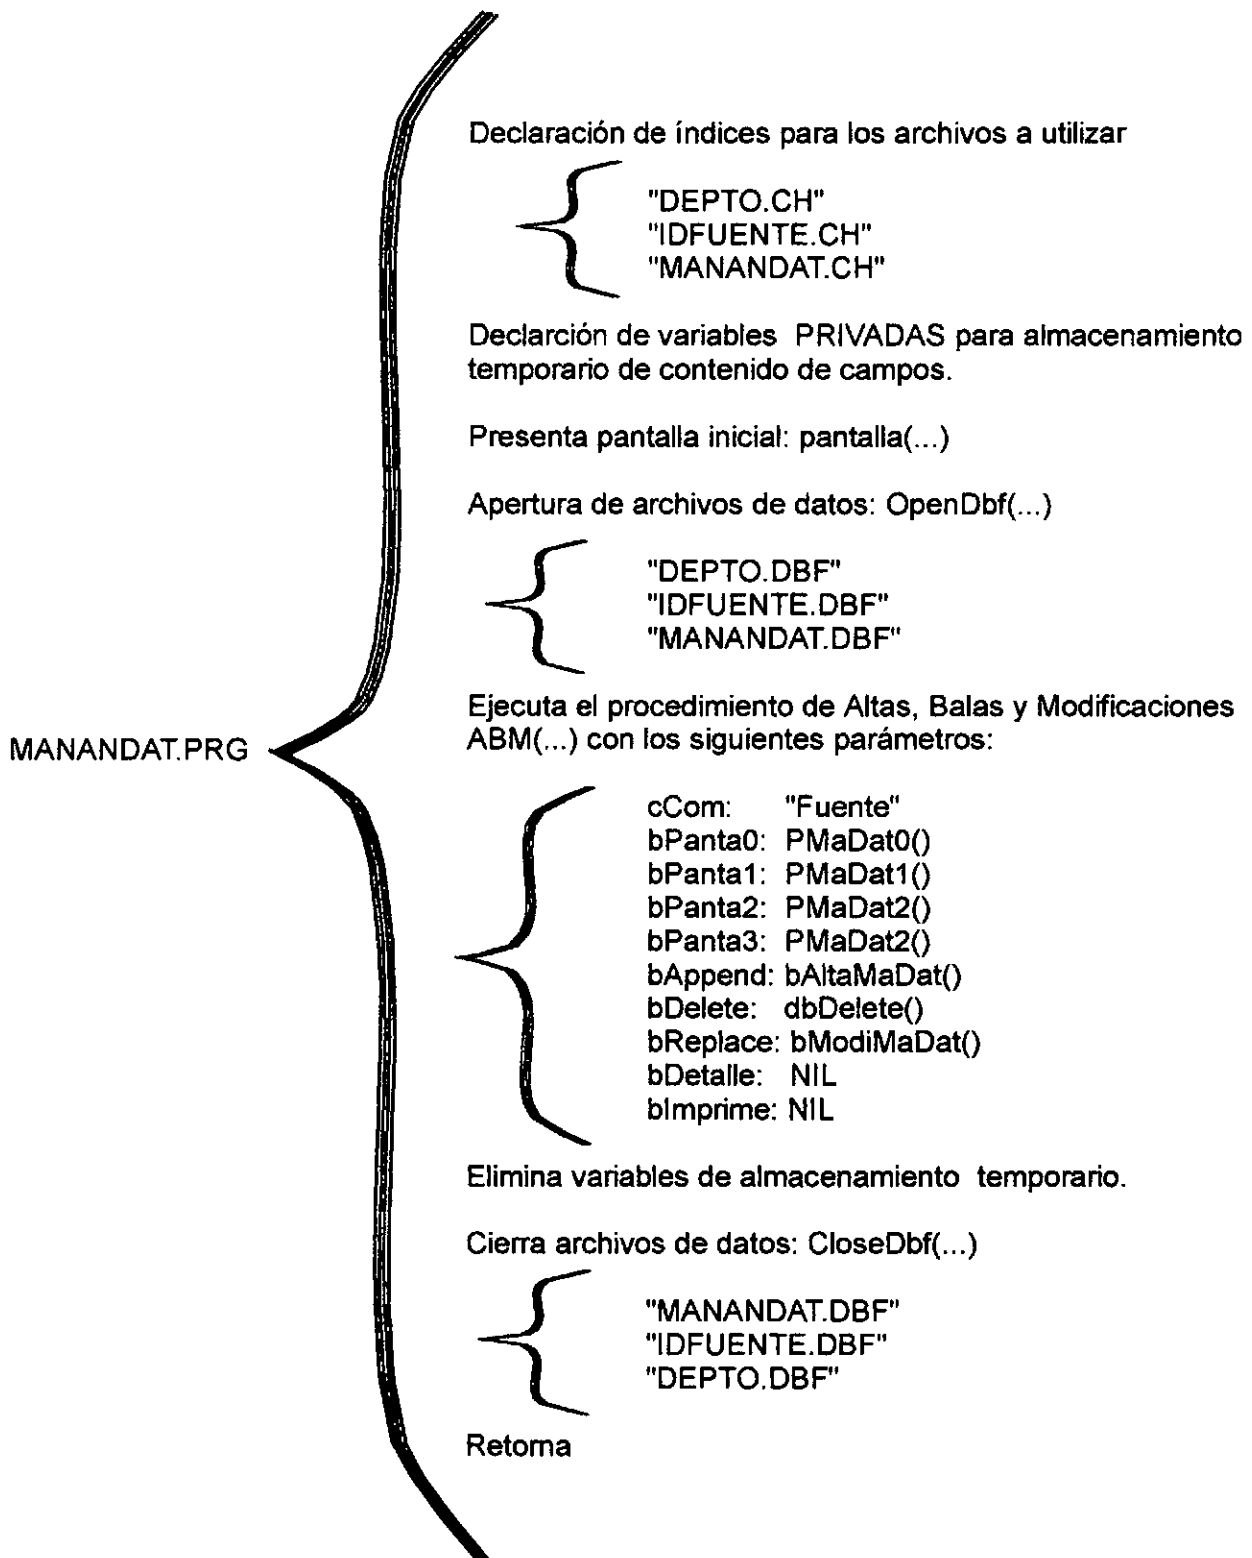 Declaración de índices para los archivos a utilizar
"DEPTO.CH"
"IDFUENTE.CH"
"MANANDAT.CH"
Declarción de variables PRIVADAS para almacenamiento
temporario de contenido de campos.
Presenta pantalla inicial: pantalla(...)
Apertura de archivos de datos: OpenDbf(...)
"DEPTO.DBF"
"IDFUENTE.DBF"
"MANANDAT.DBF"
MANANDAT.PRG
Ejecuta el procedimiento de Altas, Balas y Modificaciones
ABM(...) con los siguientes parámetros:
cCom: "Fuente"
bPanta0: PMaDat0()
bPanta1: PMaDat1()
bPanta2: PMaDat2()
bPanta3: PMaDat2()
bAppend: bAltaMaDat()
bDelete: dbDelete()
bReplace: bModiMaDat()
bDetalle: NIL
bImprime: NIL
Elimina variables de almacenamiento temporario.
Cierra archivos de datos: CloseDbf(...)
"MANANDAT.DBF"
"IDFUENTE.DBF"
"DEPTO.DBF"
Retorna